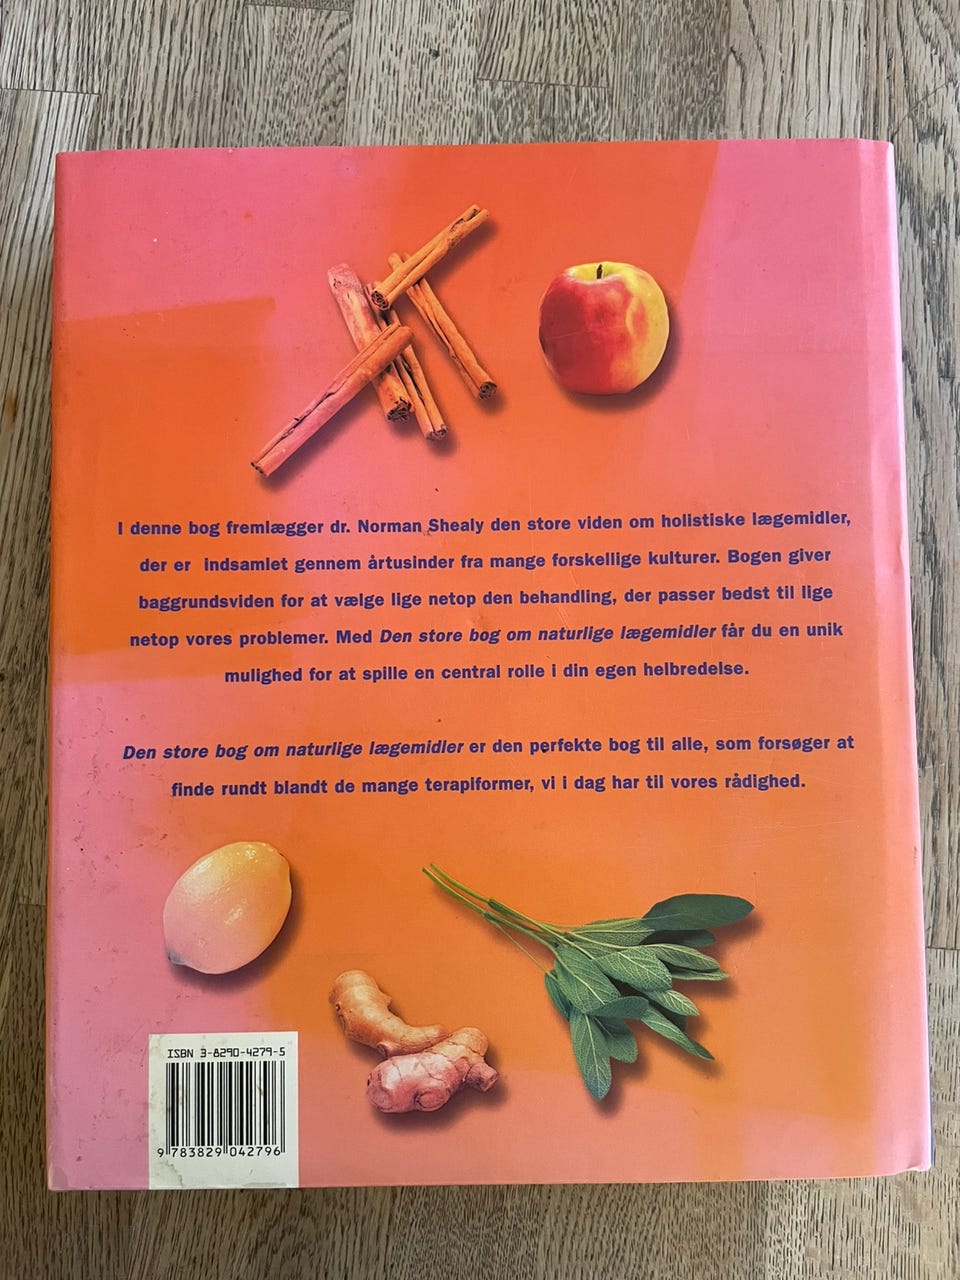 I denne bog fremlægger dr. Norman Shealy den store viden om holistiske lægemidler,
der er indsamlet gennem årtusinder fra mange forskellige kulturer. Bogen giver
baggrundsviden for at vælge lige netop den behandling, der passer bedst til lige
netop vores problemer. Med Den store bog om naturlige lægemidler får du en unik
mulighed for at spille en central rolle i din egen helbredelse.
Den store bog om naturlige lægemidler er den perfekte bog til alle, som forsøger at
finde rundt blandt de mange terapiformer, vi i dag har til vores rådighed.
ISBN 3-8290-4279-5
9 783829 042796